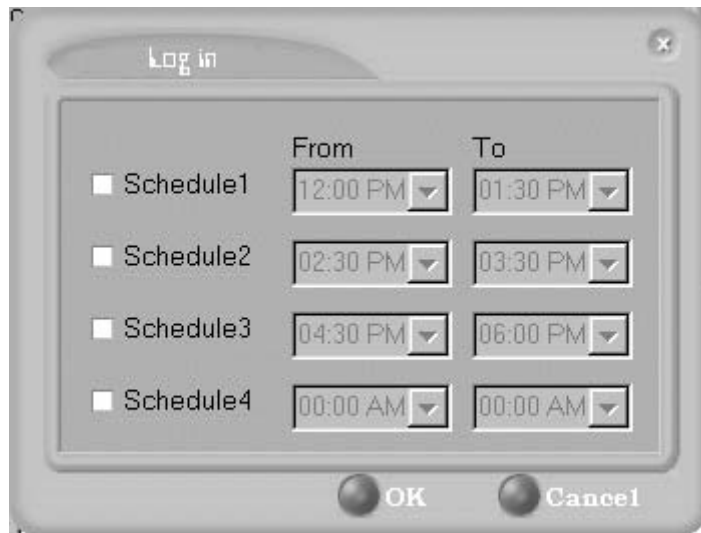 Log in
From To
Schedule1 12:00 PM 01:30 PM
Schedule2 02:30 PM 03:30 PM
Schedule3 04:30 PM 06:00 PM
Schedule4 00:00 AM 00:00 AM
OK Cancel